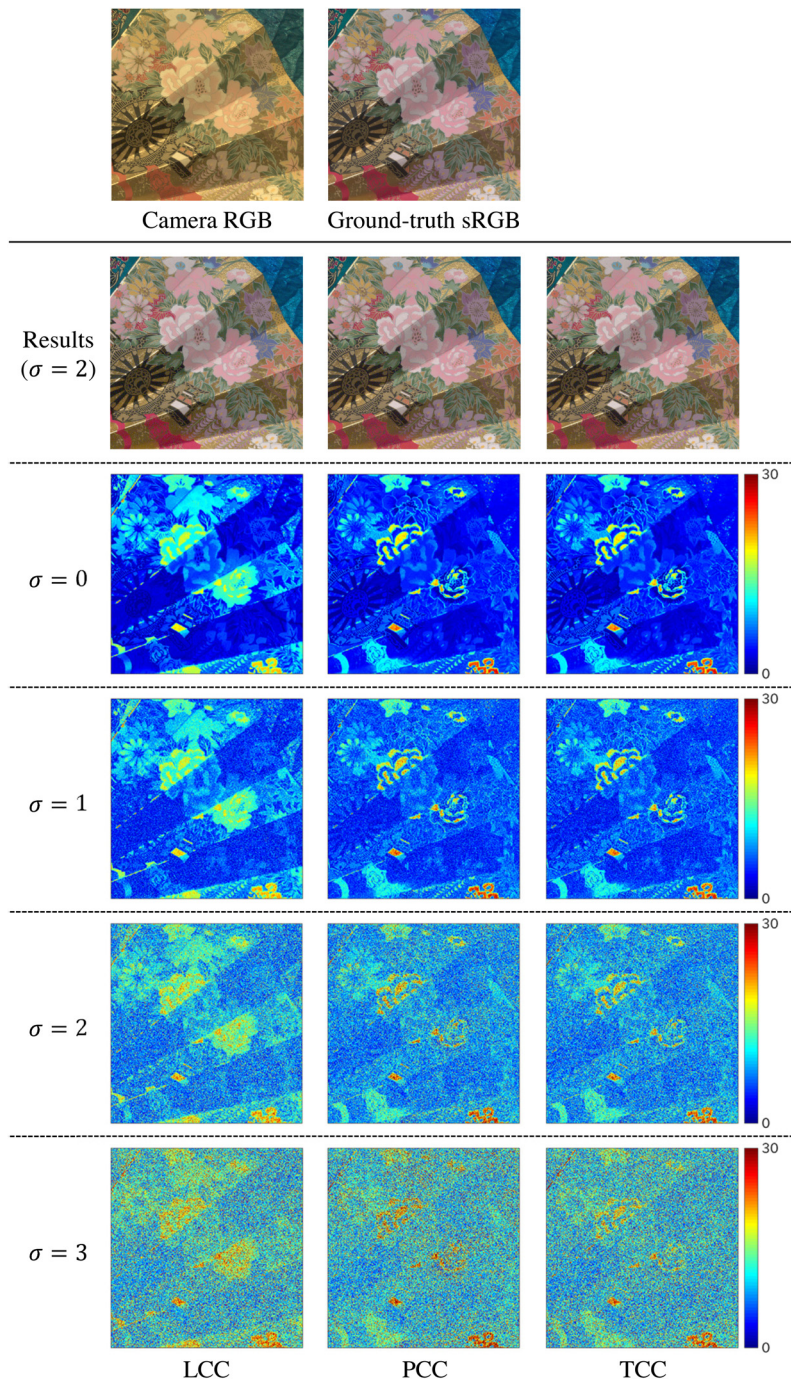 Camera RGB
Ground-truth sRGB
Results
(σ = 2)
30
σ = 0
0
30
σ = 1
0
30
σ = 2
0
30
σ = 3
0
LCC
PCC
TCC